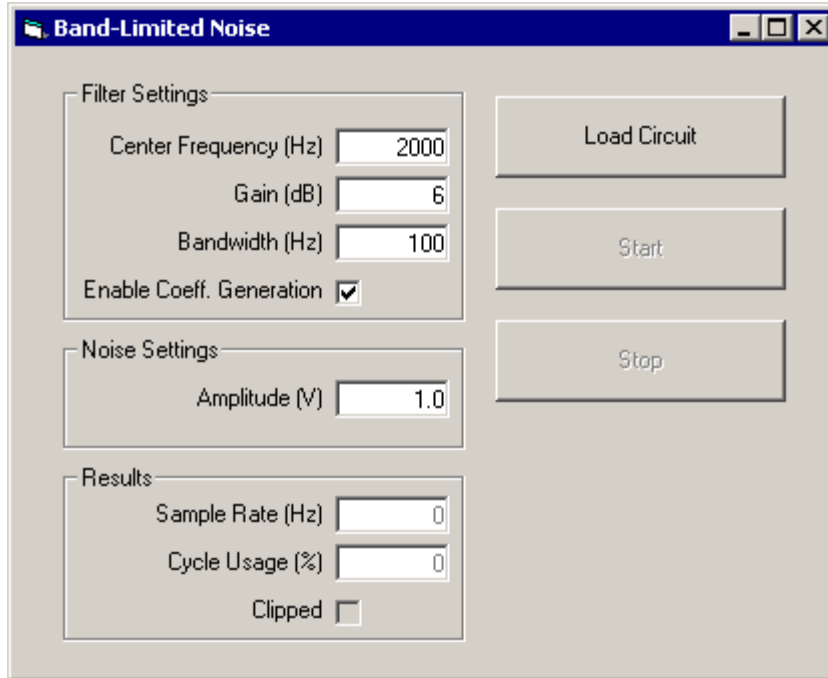 Band-Limited Noise
Filter Settings
Center Frequency (Hz) 2000
Gain (dB) 6
Bandwidth (Hz) 100
Enable Coeff. Generation
Noise Settings
Amplitude (V) 1.0
Results
Sample Rate (Hz) 0
Cycle Usage (%) 0
Clipped
Load Circuit
Start
Stop